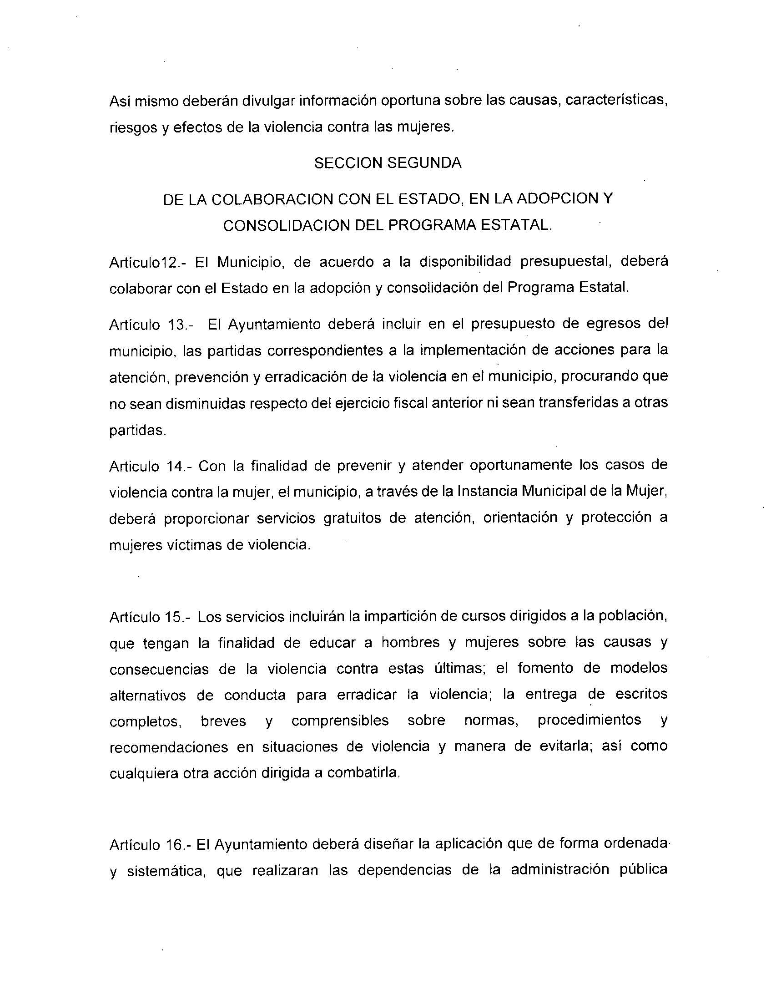 Así mismo deberán divulgar información oportuna sobre las causas, características,
riesgos y efectos de la violencia contra las mujeres.
SECCION SEGUNDA
DE LA COLABORACION CON EL ESTADO, EN LA ADOPCION Y
CONSOLIDACION DEL PROGRAMA ESTATAL.
Artículo12.- El Municipio, de acuerdo a la disponibilidad presupuestal, deberá
colaborar con el Estado en la adopción y consolidación del Programa Estatal.
Artículo 13.- El Ayuntamiento deberá incluir en el presupuesto de egresos del
municipio, las partidas correspondientes a la implementación de acciones para la
atención, prevención y erradicación de la violencia en el municipio, procurando que
no sean disminuidas respecto del ejercicio fiscal anterior ni sean transferidas a otras
partidas.
Articulo 14.- Con la finalidad de prevenir y atender oportunamente los casos de
violencia contra la mujer, el municipio, a través de la Instancia Municipal de la Mujer,
deberá proporcionar servicios gratuitos de atención, orientación y protección a
mujeres víctimas de violencia.
Artículo 15.- Los servicios incluirán la impartición de cursos dirigidos a la población,
que tengan la finalidad de educar a hombres y mujeres sobre las causas y
consecuencias de la violencia contra estas últimas; el fomento de modelos
alternativos de conducta para erradicar la violencia; la entrega de escritos
completos, breves y comprensibles sobre normas, procedimientos y
recomendaciones en situaciones de violencia y manera de evitarla; así como
cualquiera otra acción dirigida a combatirla.
Artículo 16.- El Ayuntamiento deberá diseñar la aplicación que de forma ordenada
y sistemática, que realizaran las dependencias de la administración pública